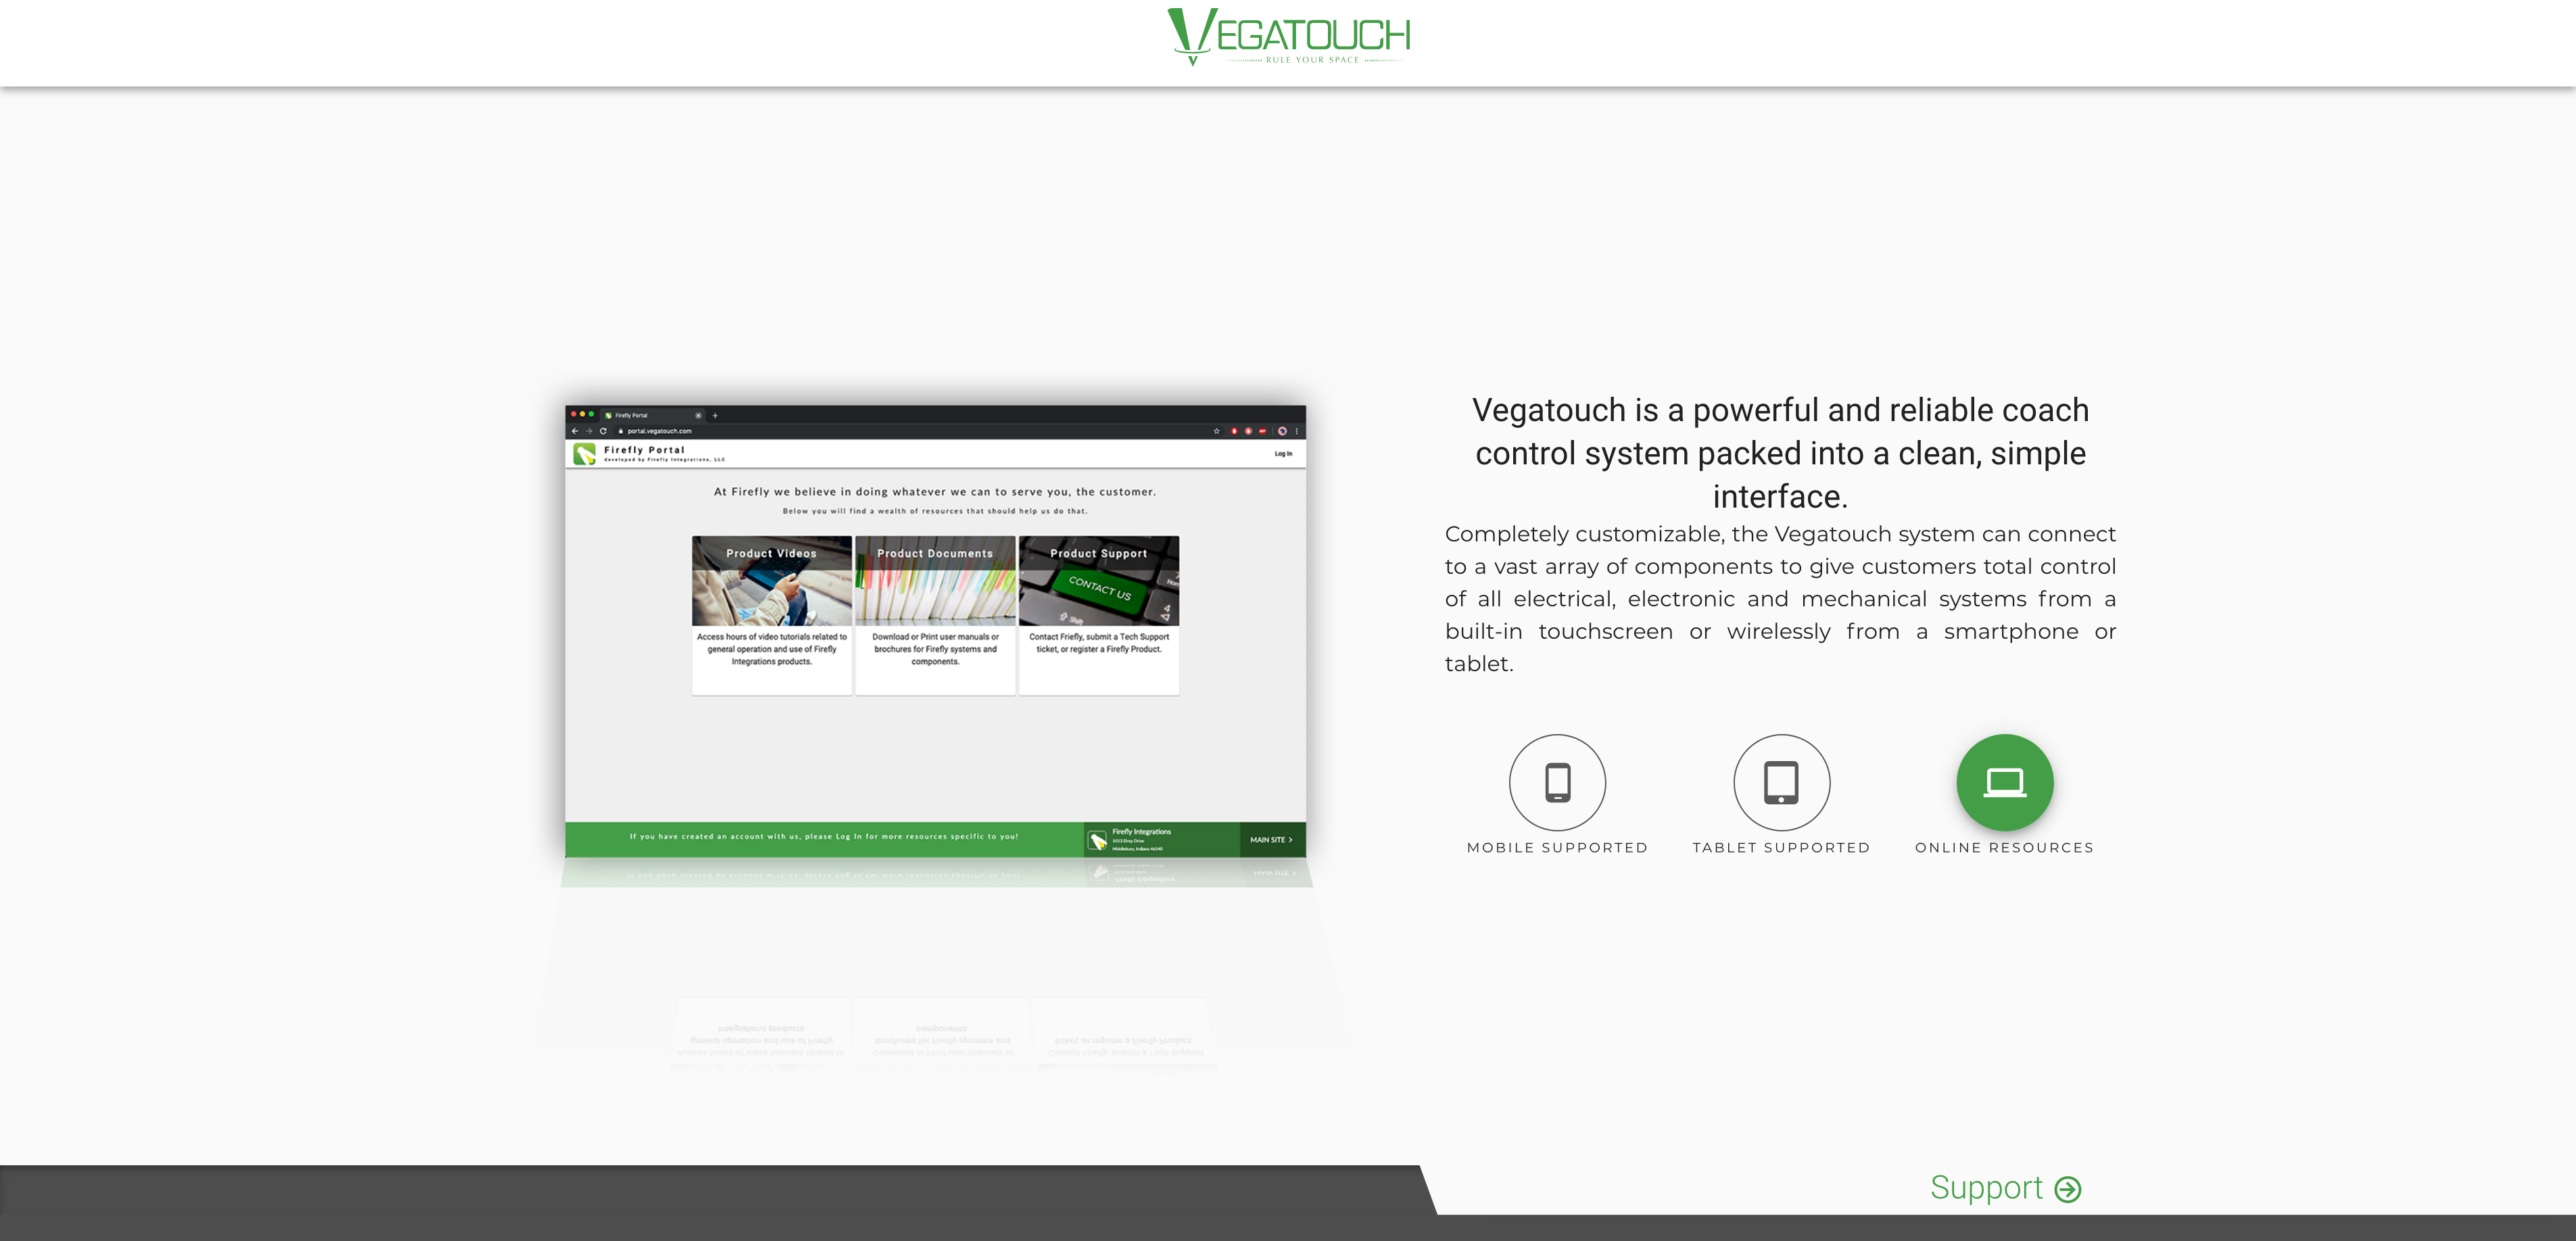 VEGATOUCH
RULE YOUR SPACE
Firefly Portal
portal.vegatouch.com
Firefly Portal
developed by Firefly Integrations, LLC
Log In
At Firefly we believe in doing whatever we can to serve you, the customer.
Below you will find a wealth of resources that should help us do that.
Product Videos
Access hours of video tutorials related to
general operation and use of Firefly
Integrations products.
Product Documents
Download or Print user manuals or
brochures for Firefly systems and
components.
Product Support
CONTACT US
Shift
4
Contact Friefly, submit a Tech Support
ticket, or register a Firefly Product.
If you have created an account with us, please Log In for more resources specific to you!
Firefly Integrations
Middlebury, Indiana 46540
MAIN SITE >
Vegatouch is a powerful and reliable coach
control system packed into a clean, simple
interface.
Completely customizable, the Vegatouch system can connect
to a vast array of components to give customers total control
of all electrical, electronic and mechanical systems from a
built-in touchscreen or wirelessly from a smartphone or
tablet.
MOBILE SUPPORTED
TABLET SUPPORTED
ONLINE RESOURCES
Support